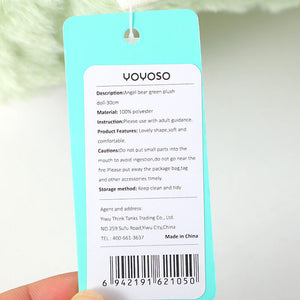 YOYOSO
Description:Angel bear green plush
doll 30cm
Material: 100% polyester
Instruction:Please use with adult guidance.
Product Features: Lovely shape,soft and
comfortable.
Cautions:Do not put small parts into the
mouth to avoid ingestion,do not go near the
fire.Please put away the package bag,tag
and other accessories timely.
Storage method: Keep clean and tidy
Agent and address:
Yiwu Think Tanks Trading Co., Ltd
NO.259 Sufu Road,Yiwu City,China
TEL : 400-661-3637
Made in China
6 942191 621050